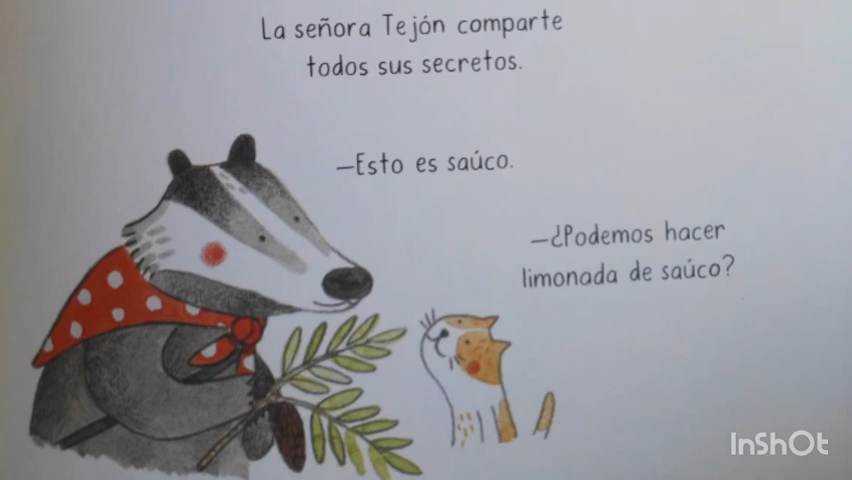 La señora Tejón comparte
todos sus secretos.
—Esto es saúco.
—¿Podemos hacer
limonada de saúco?
InShOt